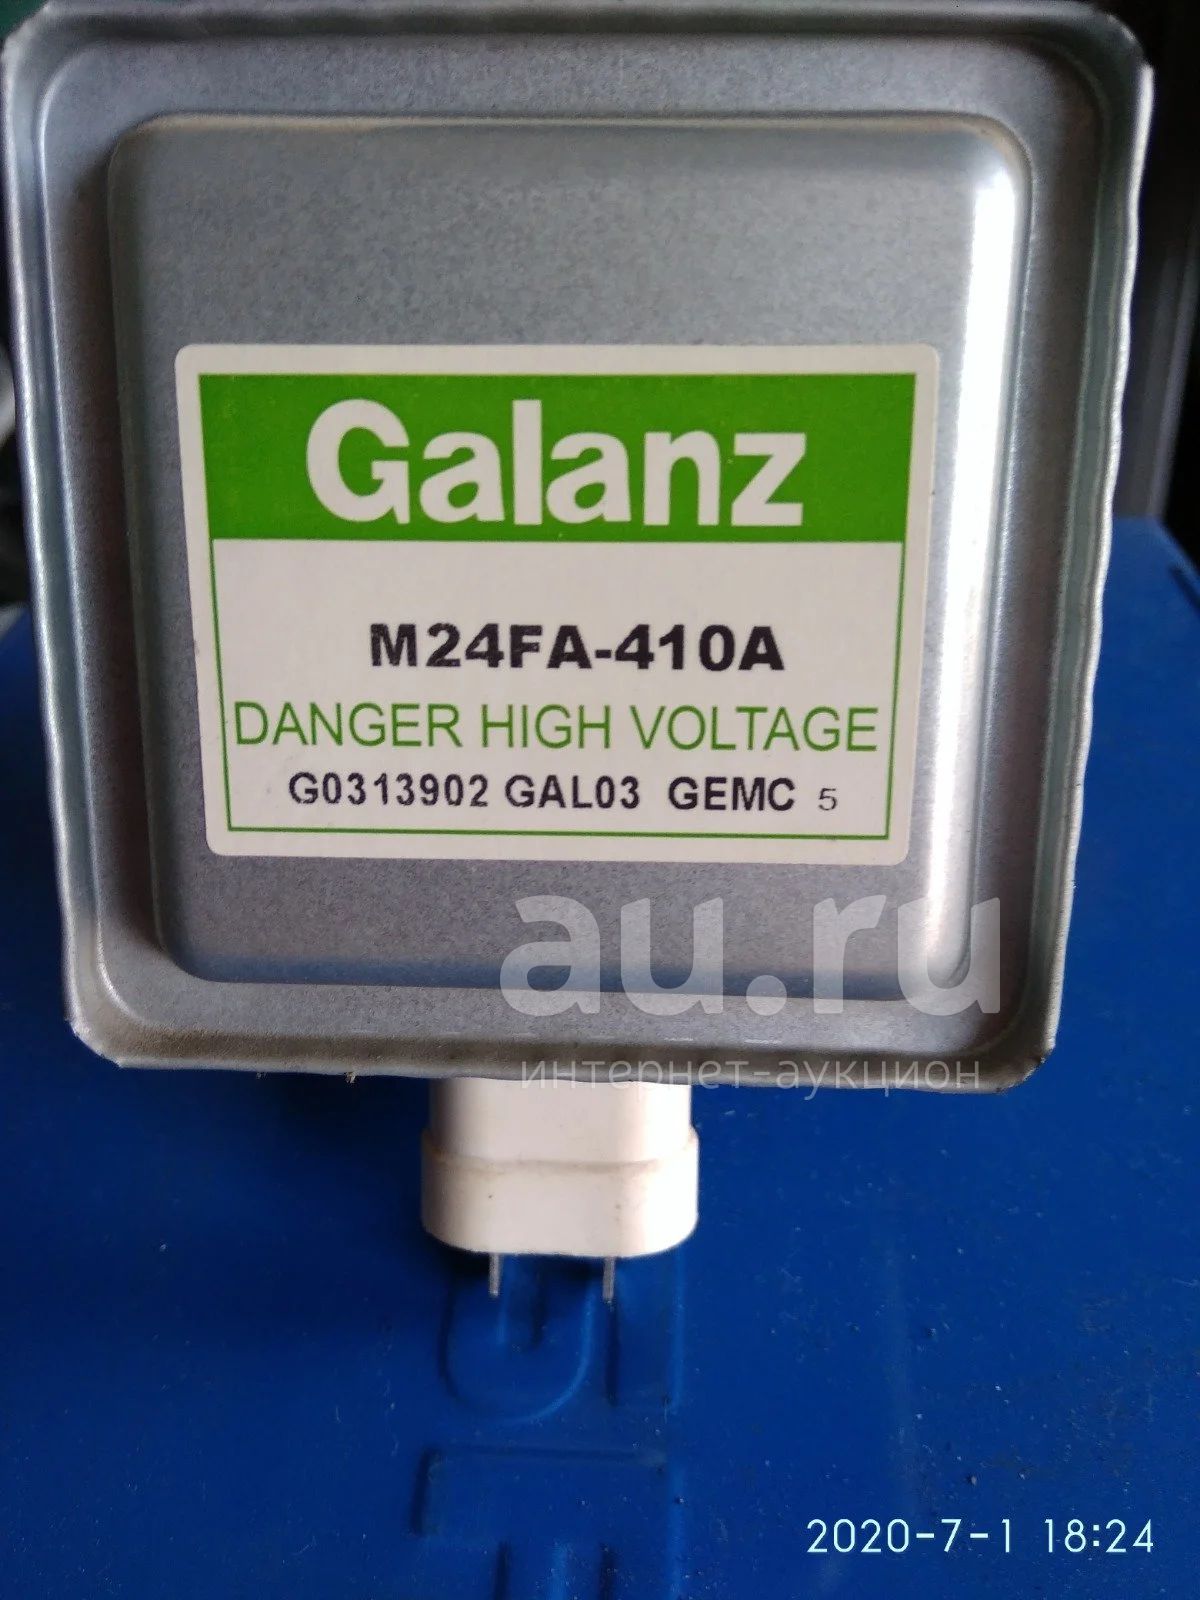 Galanz
M24FA-410A
DANGER HIGH VOLTAGE
G0313902 GAL03 GEMC 5
au.ru
интернет-аукцион
2020-7-1 18:24